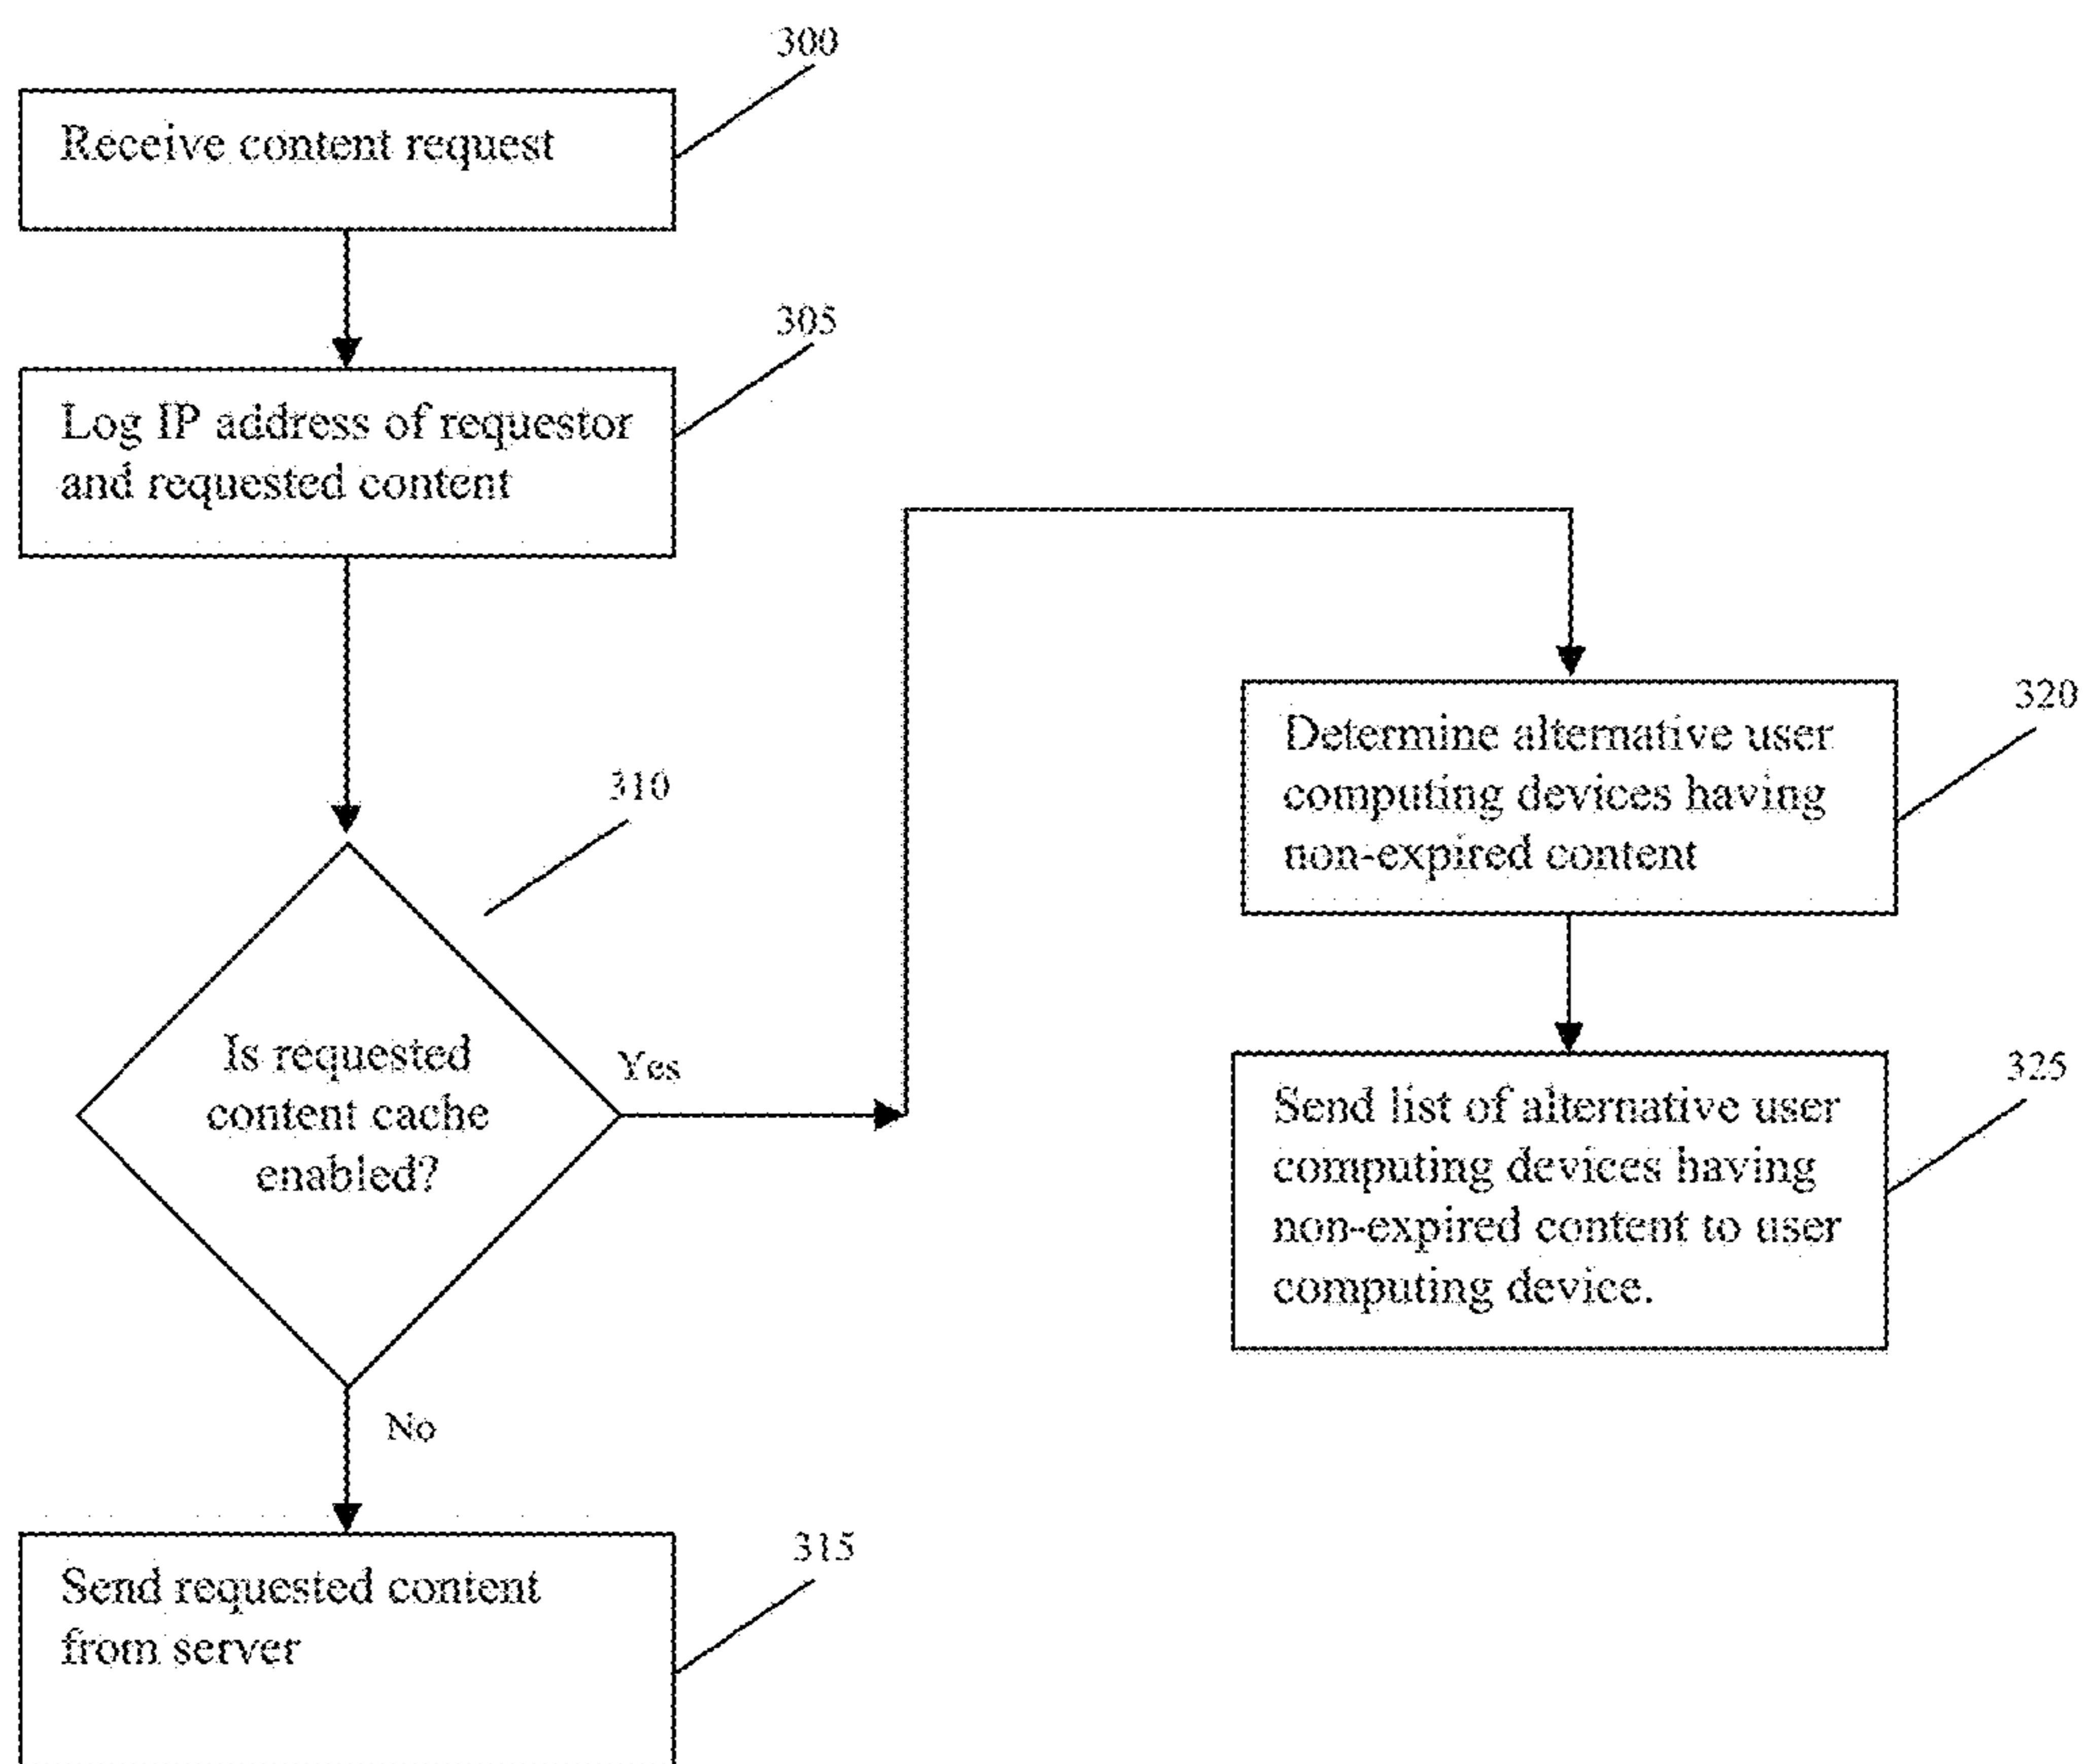 300
Receive content request
305
Log IP address of requestor
and requested content
310
Is requested
content cache
enabled?
Yes
No
315
Send requested content
from server
320
Determine alternative user
computing devices having
non-expired content
325
Send list of alternative user
computing devices having
non-expired content to user
computing device.